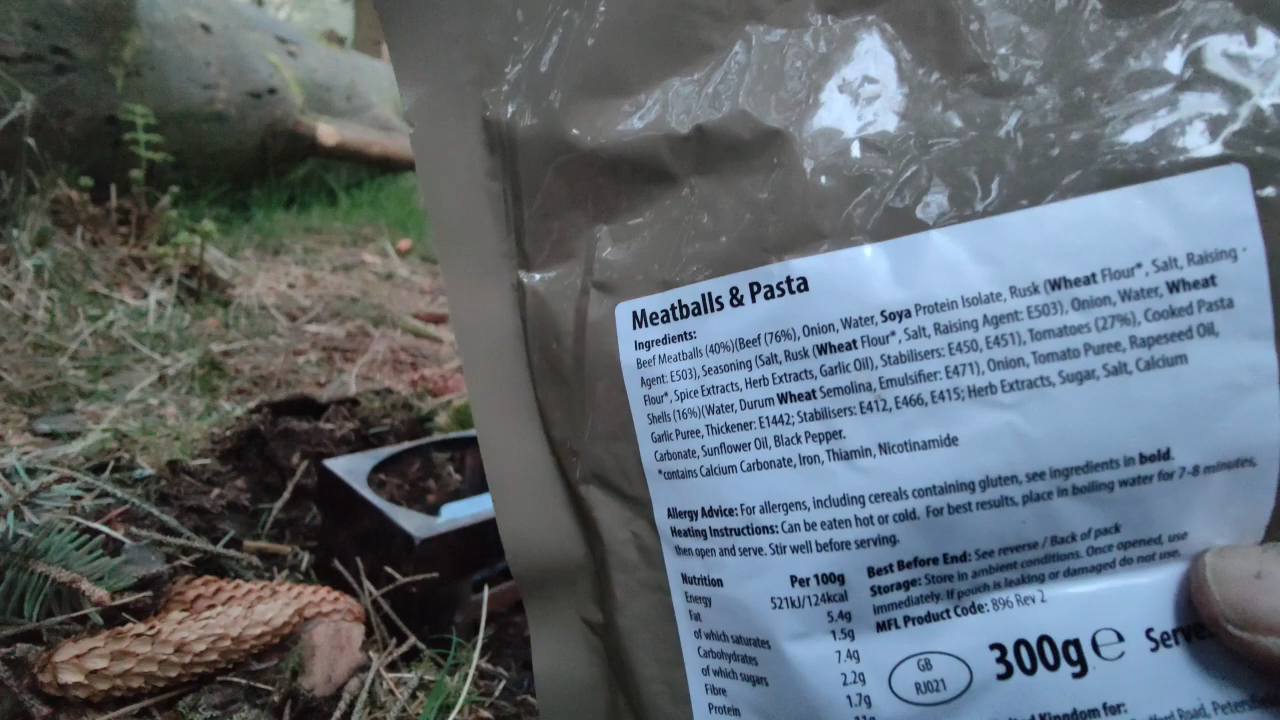 Meatballs & Pasta
Ingredients:
Beef Meatballs (40%)(Beef (76%), Onion, Water, Soya Protein Isolate, Rusk (Wheat Flour*, Salt, Raising
Agent: E503), Seasoning (Salt, Rusk (Wheat Flour*, Salt, Raising Agent: E503), Onion, Water, Wheat
Flour*, Spice Extracts, Herb Extracts, Garlic Oil), Stabilisers: E450, E451), Tomatoes (27%), Cooked Pasta
Shells (16%)(Water, Durum Wheat Semolina, Emulsifier: E471), Onion, Tomato Puree, Rapeseed Oil,
Garlic Puree, Thickener: E1442; Stabilisers: E412, E466, E415; Herb Extracts, Sugar, Salt, Calcium
Carbonate, Sunflower Oil, Black Pepper.
*contains Calcium Carbonate, Iron, Thiamin, Nicotinamide
Allergy Advice: For allergens, including cereals containing gluten, see ingredients in bold.
Heating Instructions: Can be eaten hot or cold. For best results, place in boiling water for 7-8 minutes,
then open and serve. Stir well before serving.
Nutrition Per 100g
Energy 521kJ/124kcal
Fat 5.4g
of which saturates 1.5g
Carbohydrates 7.4g
of which sugars 2.2g
Fibre 1.7g
Protein
Best Before End: See reverse / Back of pack
Storage: Store in ambient conditions. Once opened, use
immediately. If pouch is leaking or damaged do not use.
MFL Product Code: 896 Rev 2
GB
RJ021
300g e
Kingdom for:
Road,